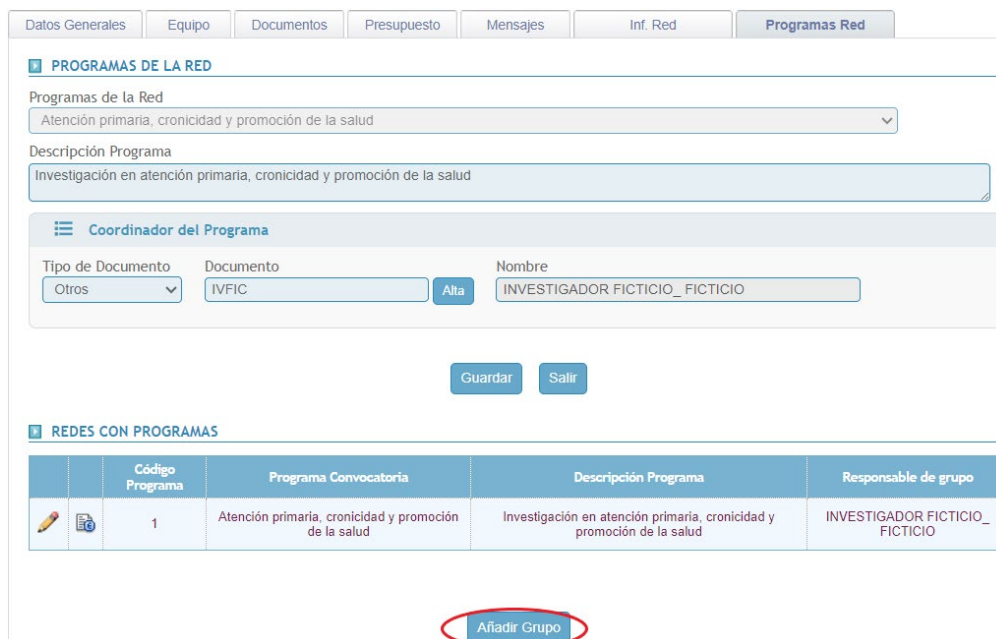 Datos Generales Equipo Documentos Presupuesto Mensajes Inf. Red Programas Red
PROGRAMAS DE LA RED
Programas de la Red
Atención primaria, cronicidad y promoción de la salud
Descripción Programa
Investigación en atención primaria, cronicidad y promoción de la salud
Coordinador del Programa
Tipo de Documento Documento Nombre
Otros IVFIC Alta INVESTIGADOR FICTICIO_ FICTICIO
Guardar Salir
REDES CON PROGRAMAS
Código Programa Programa Convocatoria Descripción Programa Responsable de grupo
1 Atención primaria, cronicidad y promoción Investigación en atención primaria, cronicidad y INVESTIGADOR FICTICIO_
de la salud promoción de la salud FICTICIO
Añadir Grupo